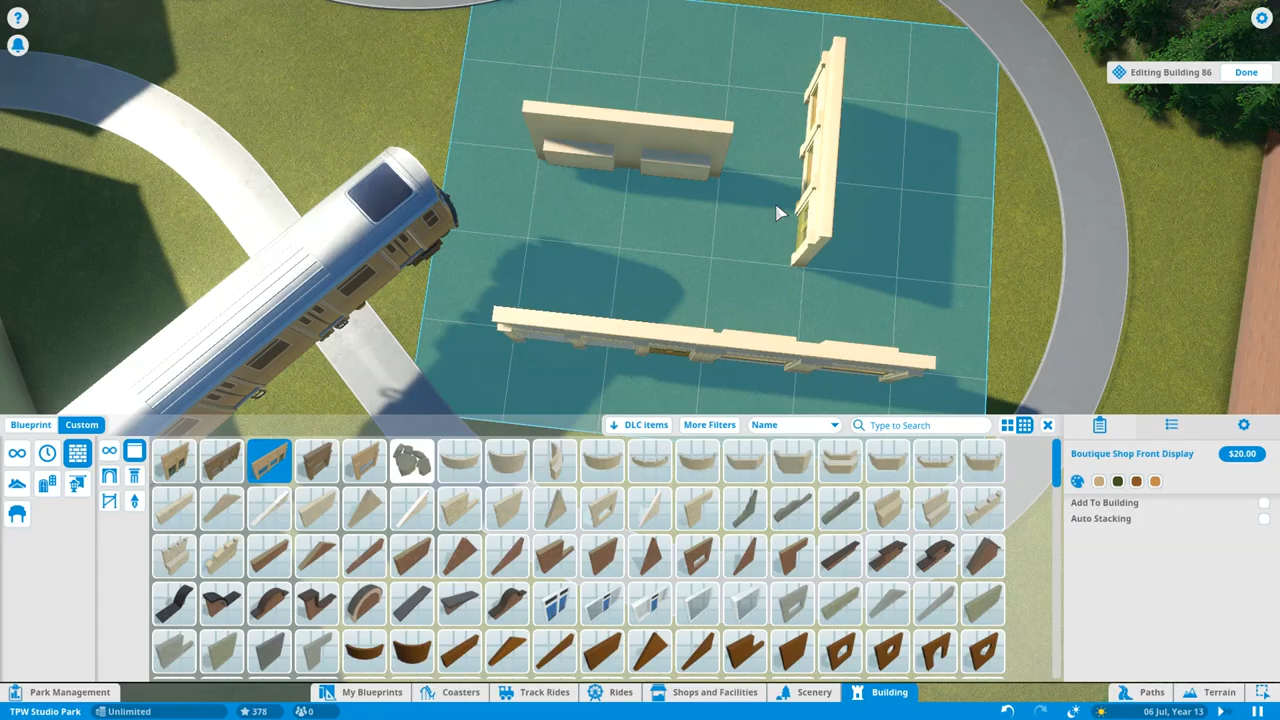 ?
Editing Building 86
Done
Blueprint
Custom
DLC items
More Filters
Name
Type to Search
Boutique Shop Front Display
$20.00
Add To Building
Auto Stacking
Park Management
My Blueprints
Coasters
Track Rides
Rides
Shops and Facilities
Scenery
Building
Paths
Terrain
TPW Studio Park
Unlimited
378
0
06 Jul, Year 13